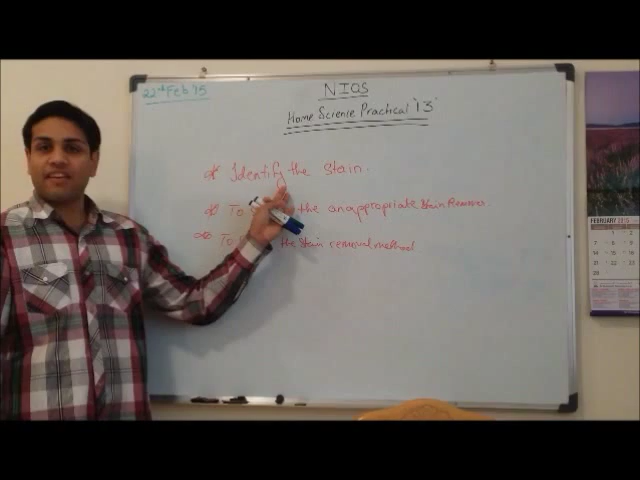 22nd Feb '15
NIOS
Home Science Practical '13'
* Identify the Stain.
* To the anappropriate Stain Remover.
* To the Stain removal method
FEBRUARY 2015